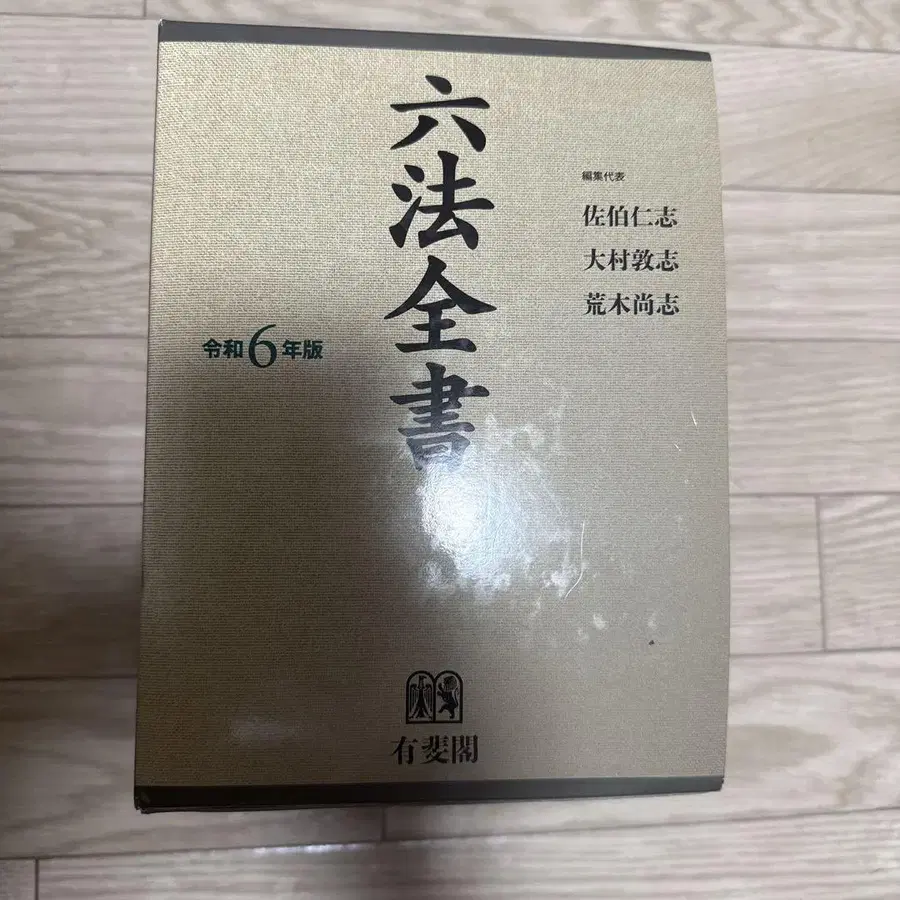 六法全書
編集代表
佐伯仁志
大村敦志
荒木尚志
令和6年版
有斐閣